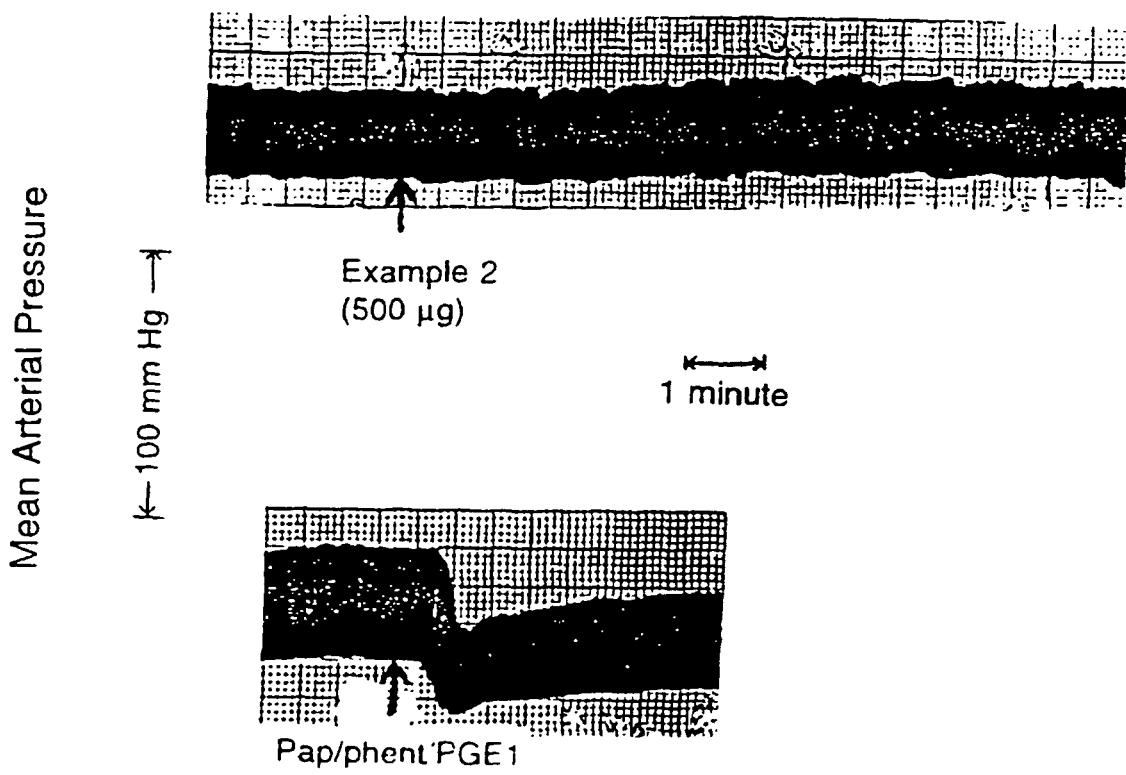 Mean Arterial Pressure
100 mm Hg
Example 2
(500 µg)
1 minute
Pap/phent/PGE1